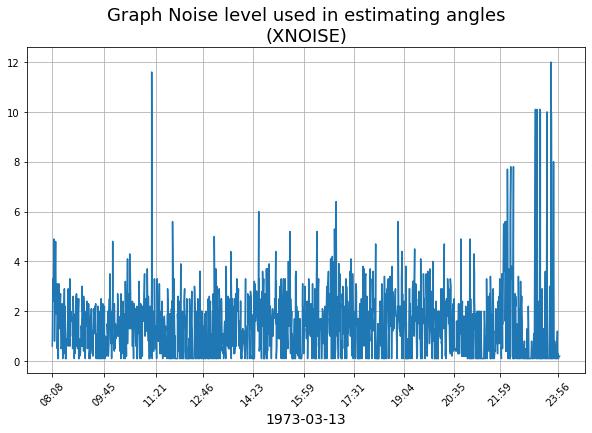 Graph Noise level used in estimating angles
(XNOISE)
12
10
8
6
4
2
0
08:08 09:45 11:21 12:46 14:23 15:59 17:31 19:04 20:35 21:59 23:56
1973-03-13